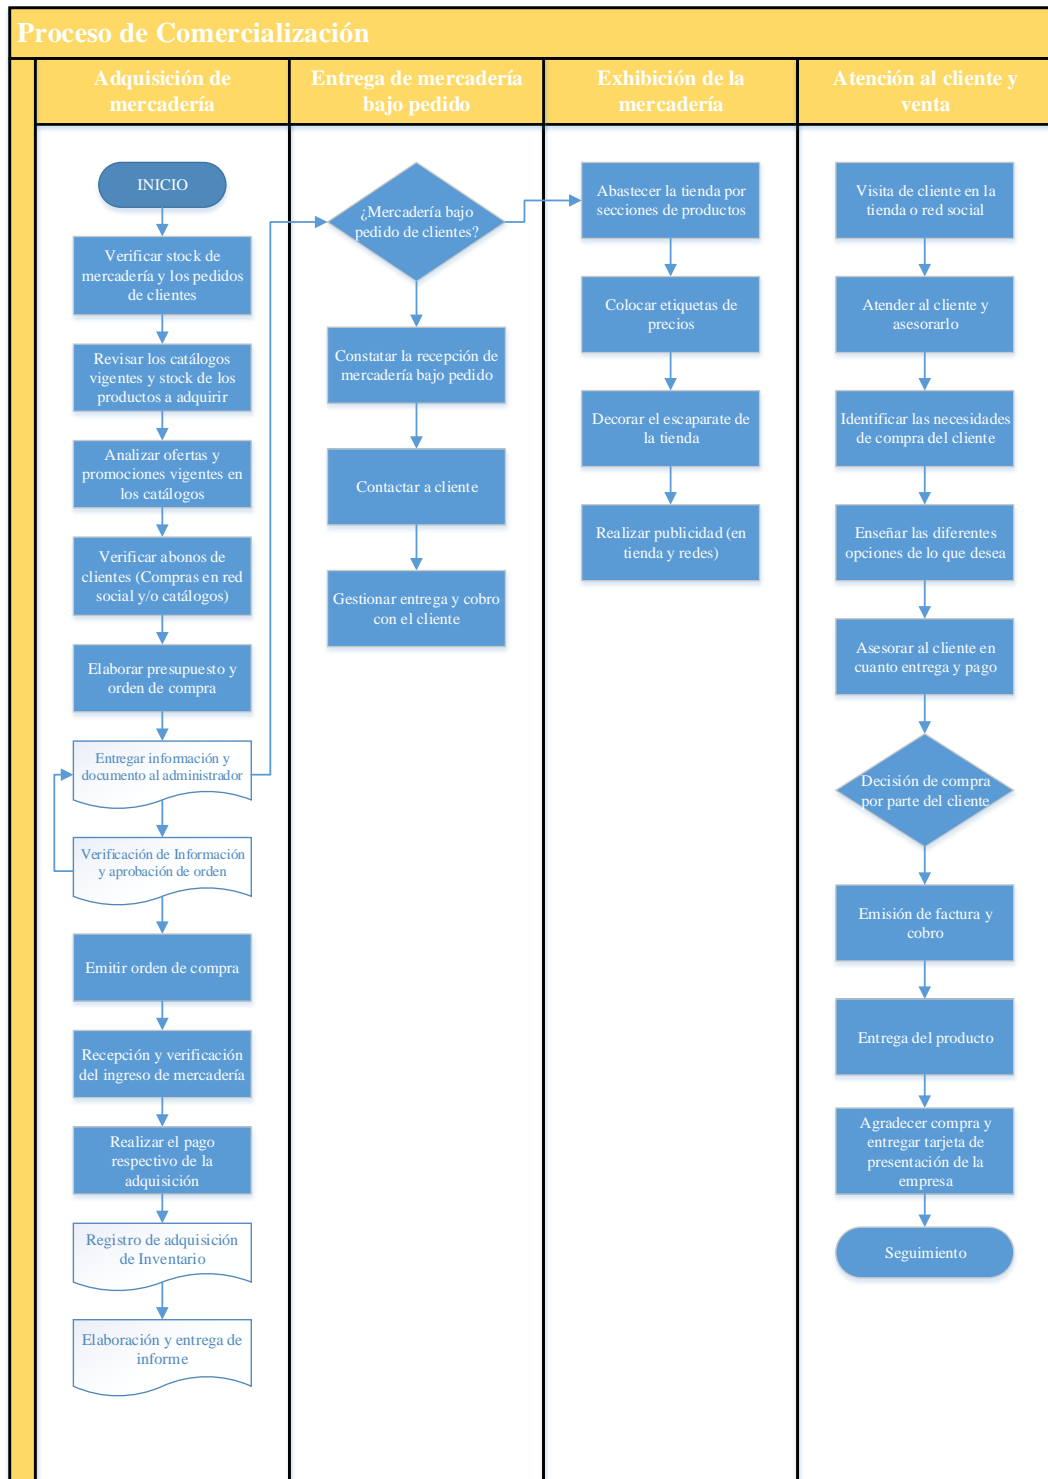 Proceso de Comercialización
Adquisición de
mercadería
Entrega de mercadería
bajo pedido
Exhibición de la
mercadería
Atención al cliente y
venta
INICIO
Verificar stock de
mercadería y los pedidos
de clientes
Revisar los catálogos
vigentes y stock de los
productos a adquirir
Analizar ofertas y
promociones vigentes en
los catálogos
Verificar abonos de
clientes (Compras en red
social y/o catálogos)
Elaborar presupuesto y
orden de compra
Entregar información y
documento al administrador
Verificación de Información
y aprobación de orden
Emitir orden de compra
Recepción y verificación
del ingreso de mercadería
Realizar el pago
respectivo de la
adquisición
Registro de adquisición
de Inventario
Elaboración y entrega de
informe
¿Mercadería bajo
pedido de clientes?
Constatar la recepción de
mercadería bajo pedido
Contactar a cliente
Gestionar entrega y cobro
con el cliente
Abastecer la tienda por
secciones de productos
Colocar etiquetas de
precios
Decorar el escaparate de
la tienda
Realizar publicidad (en
tienda y redes)
Visita de cliente en la
tienda o red social
Atender al cliente y
asesorarlo
Identificar las necesidades
de compra del cliente
Enseñar las diferentes
opciones de lo que desea
Asesorar al cliente en
cuanto entrega y pago
Decisión de compra
por parte del cliente
Emisión de factura y
cobro
Entrega del producto
Agradecer compra y
entregar tarjeta de
presentación de la
empresa
Seguimiento